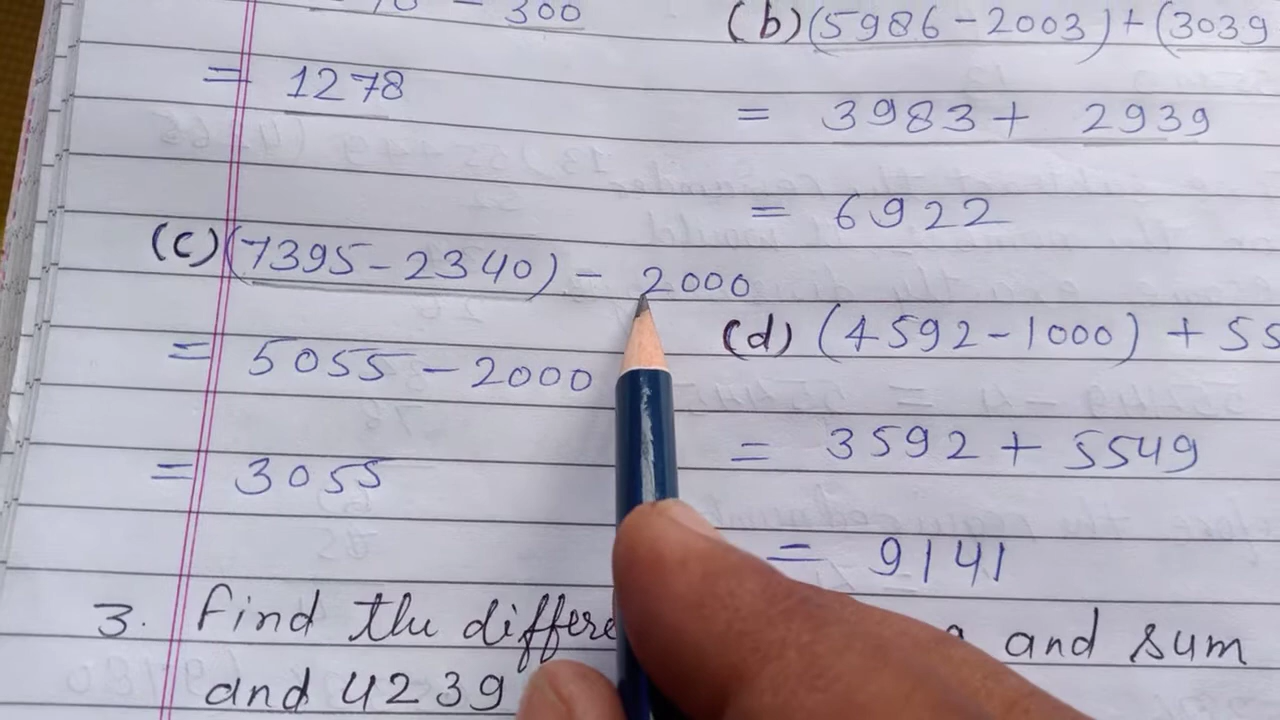 - 300
= 1278
(b) (5986 - 2003) + (3039
= 3983 + 2939
= 6922
(c) (7395 - 2340) - 2000
= 5055 - 2000
= 3055
(d) (4592 - 1000) + 55
= 3592 + 5549
= 9141
3. Find the and sum
and 4239